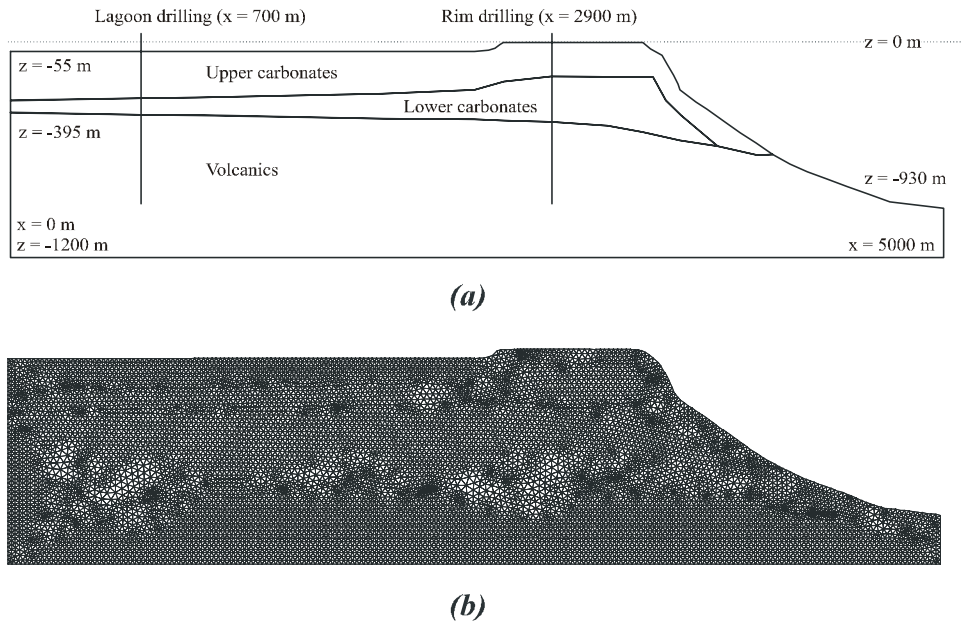 Lagoon drilling (x = 700 m)
Rim drilling (x = 2900 m)
z = 0 m
z = -55 m
Upper carbonates
Lower carbonates
z = -395 m
Volcanics
z = -930 m
x = 0 m
z = -1200 m
x = 5000 m
(a)
(b)